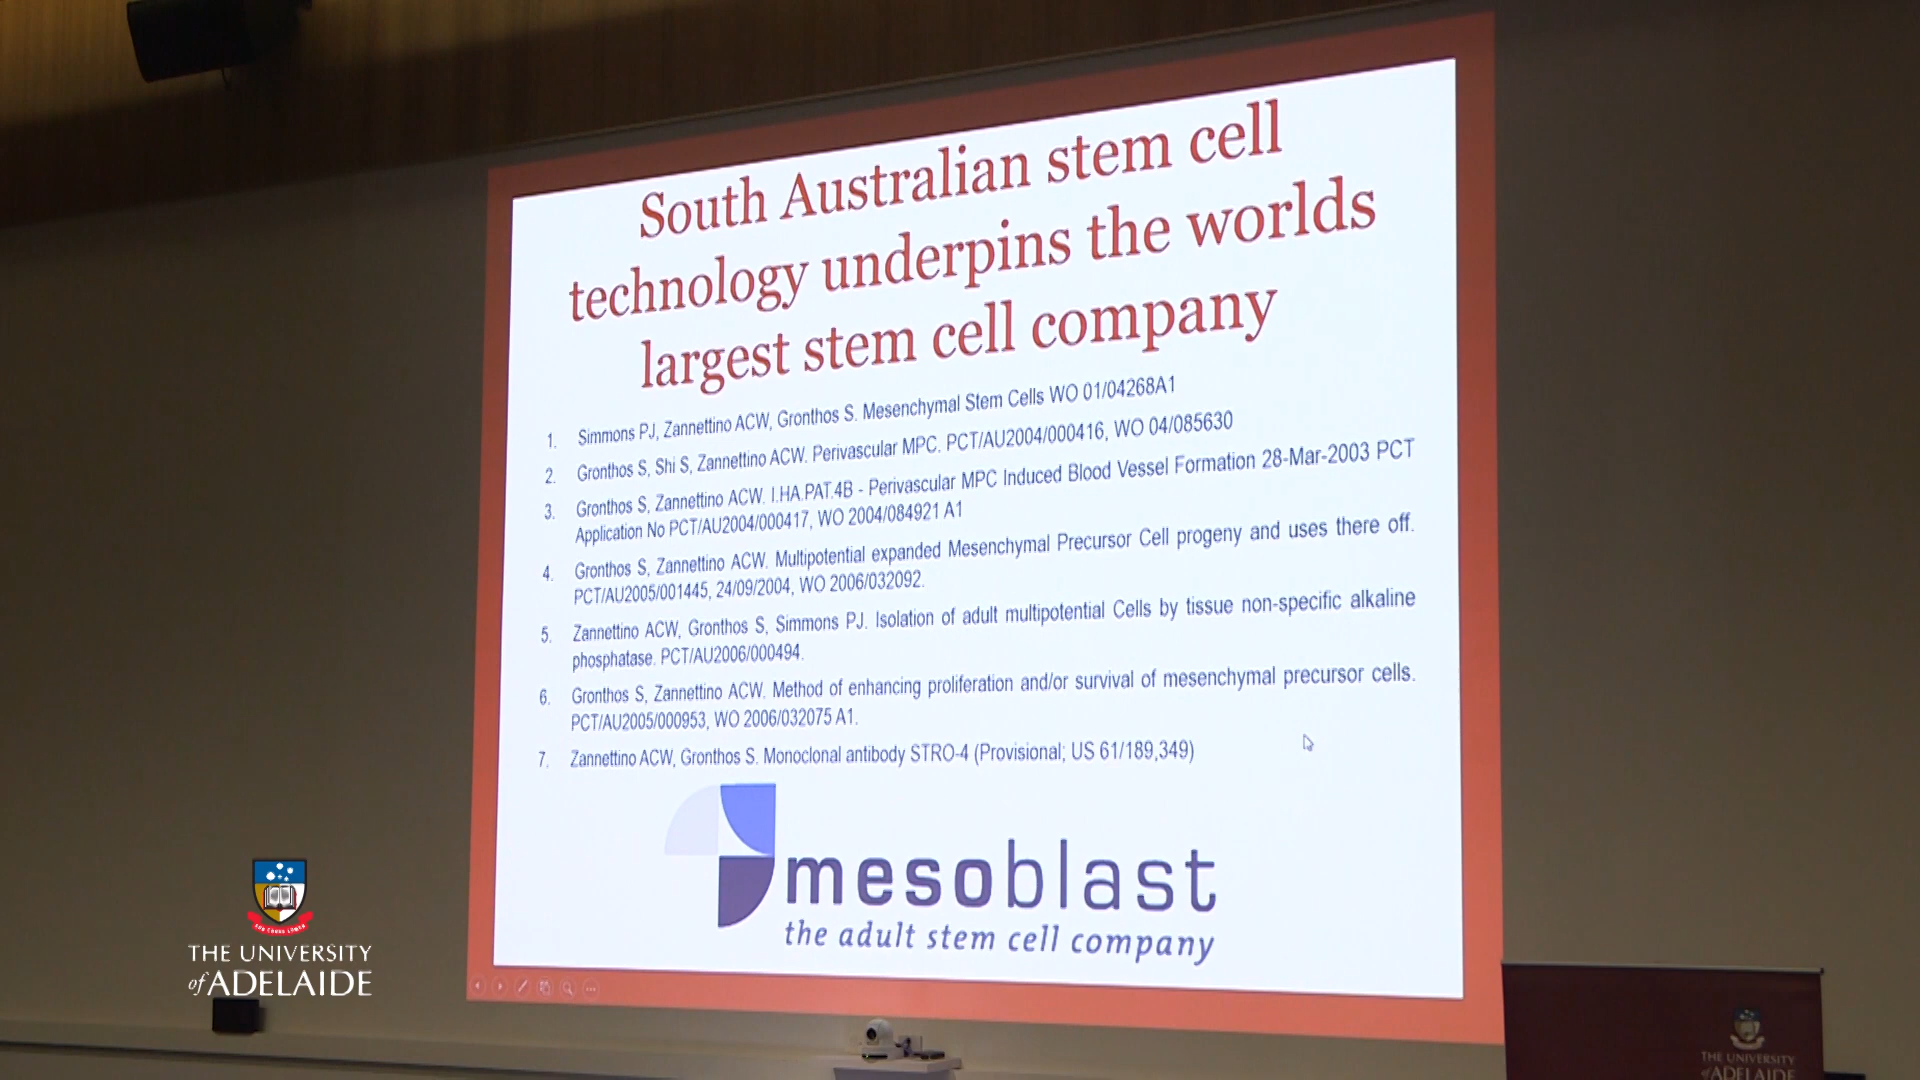 South Australian stem cell
technology underpins the worlds
largest stem cell company
1. Simmons PJ, Zannettino ACW, Gronthos S. Mesenchymal Stem Cells WO 01/04268A1
2. Gronthos S, Shi S, Zannettino ACW. Perivascular MPC. PCT/AU2004/000416, WO 04/085630
3. Gronthos S, Zannettino ACW. I.HA.PAT.4B - Perivascular MPC Induced Blood Vessel Formation 28-Mar-2003 PCT
Application No PCT/AU2004/000417, WO 2004/084921 A1
4. Gronthos S, Zannettino ACW. Multipotential expanded Mesenchymal Precursor Cell progeny and uses there off.
PCT/AU2005/001445, 24/09/2004, WO 2006/032092.
5. Zannettino ACW, Gronthos S, Simmons PJ. Isolation of adult multipotential Cells by tissue non-specific alkaline
phosphatase. PCT/AU2006/000494.
6. Gronthos S, Zannettino ACW. Method of enhancing proliferation and/or survival of mesenchymal precursor cells.
PCT/AU2005/000953, WO 2006/032075 A1.
7. Zannettino ACW, Gronthos S. Monoclonal antibody STRO-4 (Provisional; US 61/189,349)
mesoblast
the adult stem cell company
THE UNIVERSITY
of ADELAIDE
THE UNIVERSITY
of ADELAIDE